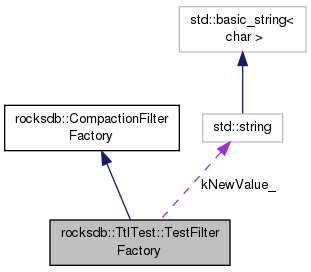 std::basic_string<
char >
rocksdb::CompactionFilter
Factory
std::string
kNewValue_
rocksdb::TtlTest::TestFilter
Factory